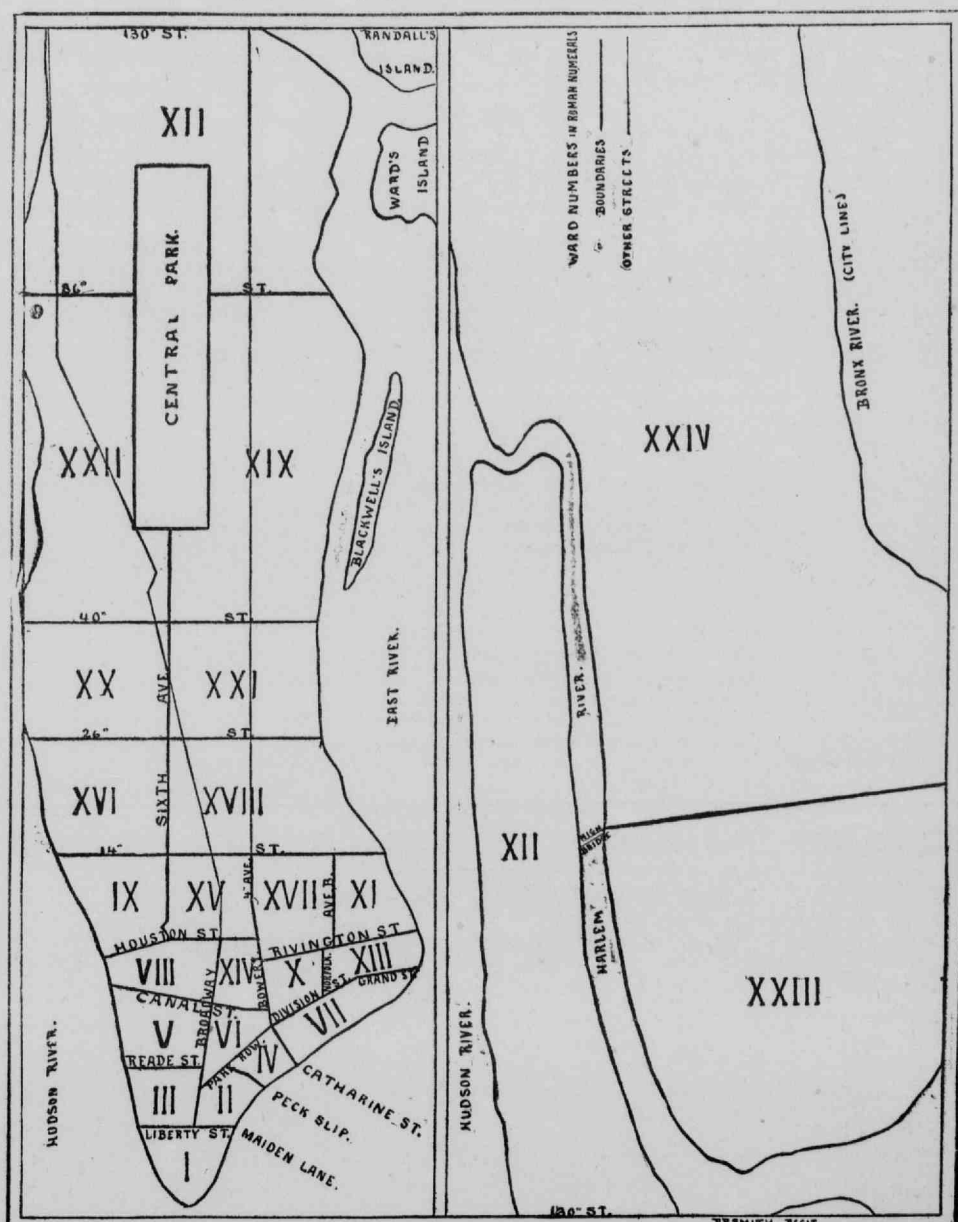 130" ST.
RANDALL'S
ISLAND.
XII
WARD'S
ISLAND
86" ST.
CENTRAL PARK.
XXII
XIX
BLACKWELL'S ISLAND.
40" ST.
XX
XXI
EAST RIVER.
26" ST
SIXTH AVE
XVI
XVIII
14" ST.
IX
XV
4" AVE.
XVII
AVE B.
XI
HOUSTON ST.
RIVINGTON ST
VIII
XIV
BOWERY
X
NORFOLK.
XIII
CANAL ST.
BROADWAY
DIVISION ST.
GRAND ST.
V
VI
VII
READE ST.
PARK ROW.
IV
III
II
CATHARINE ST.
PECK SLIP.
LIBERTY ST.
MAIDEN LANE.
I
HUDSON RIVER.
WARD NUMBERS IN ROMAN NUMERALS
BOUNDARIES
OTHER STREETS
BRONX RIVER. (CITY LINE)
XXIV
HARLEM RIVER.
HIGH
BRIDGE
XII
XXIII
HUDSON RIVER.
130" ST.